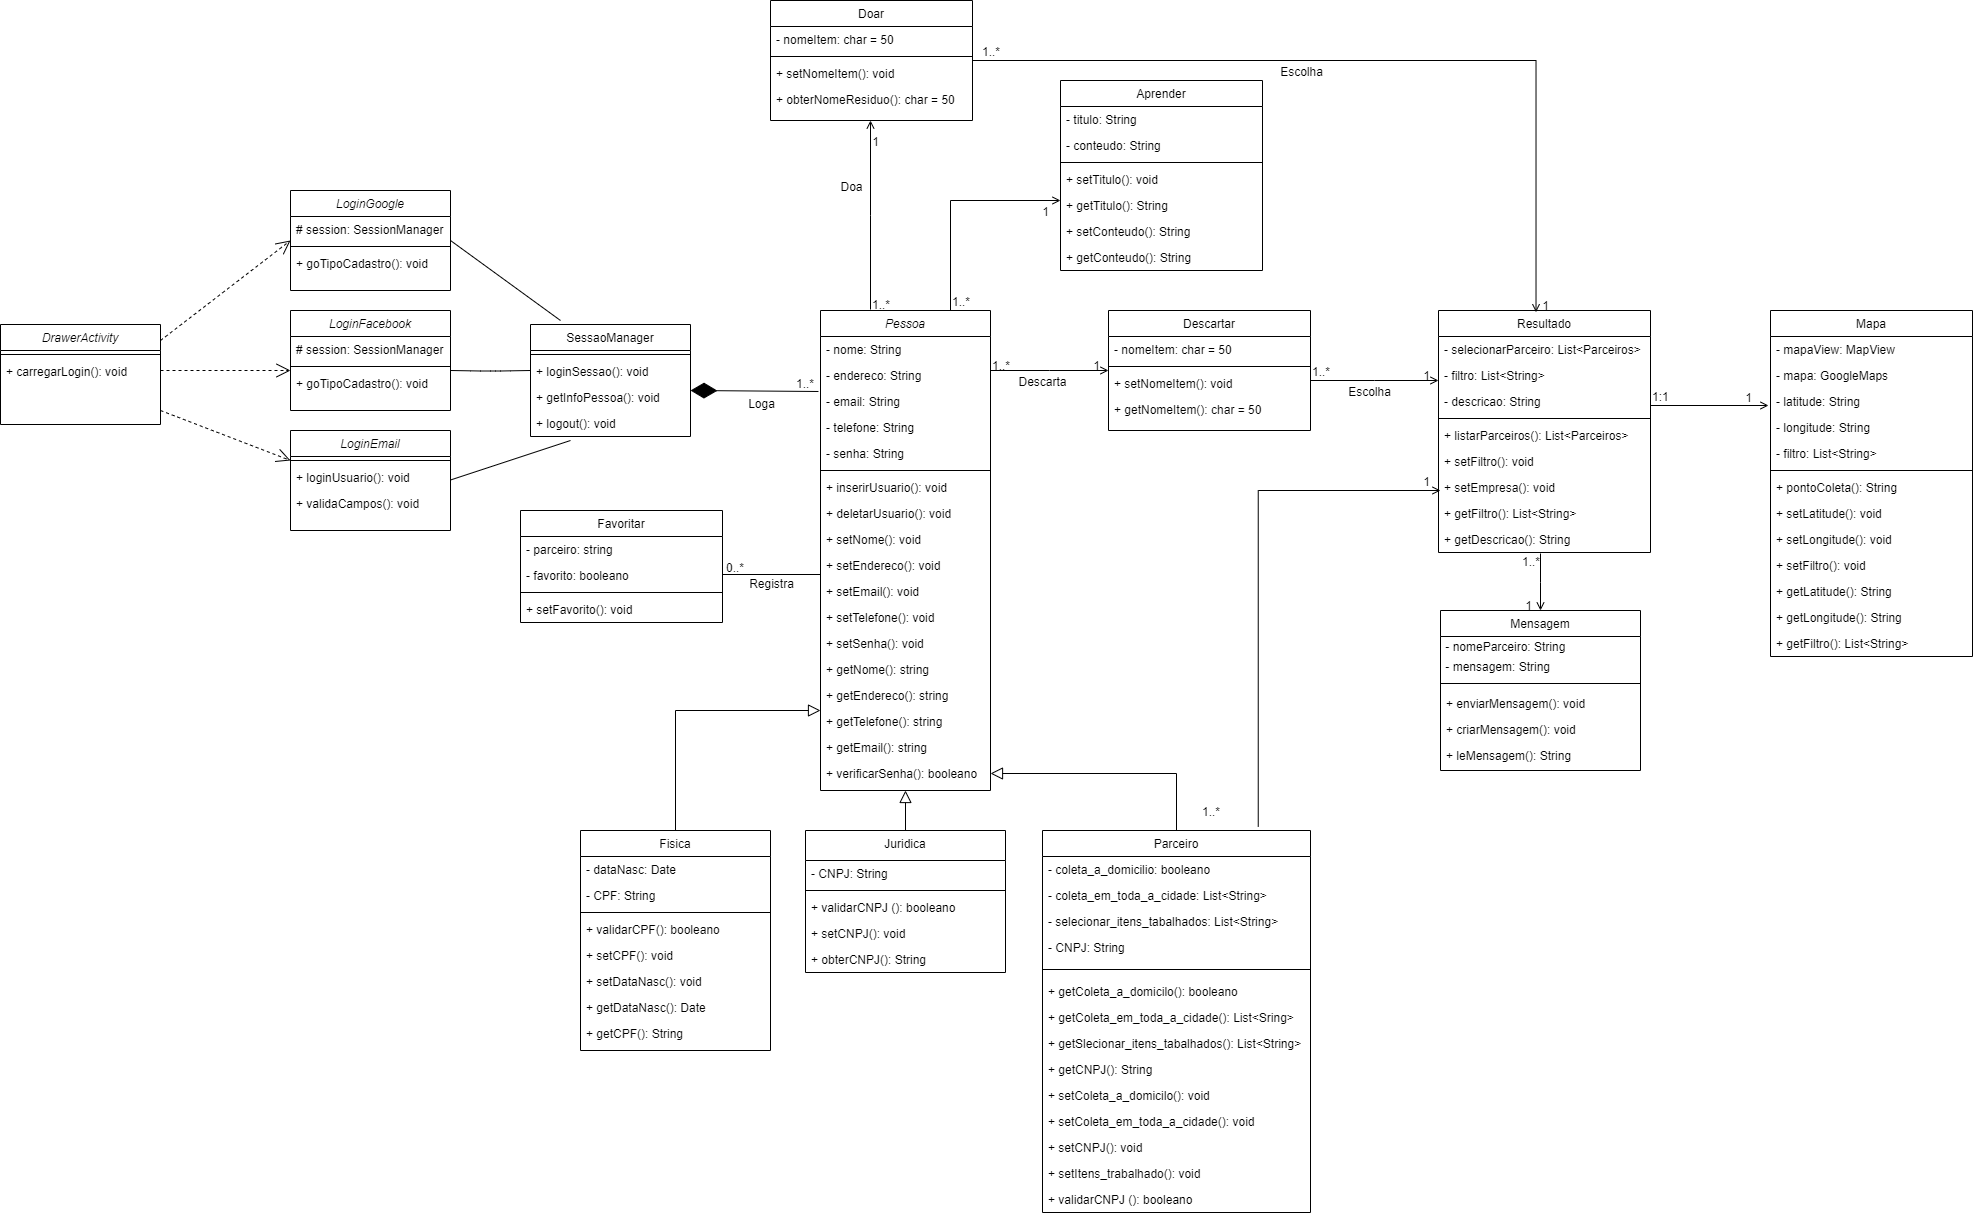 Doar
- nomeItem: char = 50
+ setNomeItem(): void
+ obterNomeResiduo(): char = 50
1..*
Escolha
1
Doa
1..*
Aprender
- titulo: String
- conteudo: String
+ setTitulo(): void
+ getTitulo(): String
+ setConteudo(): String
+ getConteudo(): String
1
1..*
1
LoginGoogle
# session: SessionManager
+ goTipoCadastro(): void
LoginFacebook
# session: SessionManager
+ goTipoCadastro(): void
LoginEmail
+ loginUsuario(): void
+ validaCampos(): void
DrawerActivity
+ carregarLogin(): void
SessaoManager
+ loginSessao(): void
+ getInfoPessoa(): void
+ logout(): void
1..*
Loga
Favoritar
- parceiro: string
- favorito: booleano
+ setFavorito(): void
0..*
Registra
Pessoa
- nome: String
- endereco: String
- email: String
- telefone: String
- senha: String
+ inserirUsuario(): void
+ deletarUsuario(): void
+ setNome(): void
+ setEndereco(): void
+ setEmail(): void
+ setTelefone(): void
+ setSenha(): void
+ getNome(): string
+ getEndereco(): string
+ getTelefone(): string
+ getEmail(): string
+ verificarSenha(): booleano
1..*
1
Descarta
Descartar
- nomeItem: char = 50
+ setNomeItem(): void
+ getNomeItem(): char = 50
1..*
1
Escolha
Resultado
- selecionarParceiro: List<Parceiros>
- filtro: List<String>
- descricao: String
+ listarParceiros(): List<Parceiros>
+ setFiltro(): void
+ setEmpresa(): void
+ getFiltro(): List<String>
+ getDescricao(): String
1:1
1
Mapa
- mapaView: MapView
- mapa: GoogleMaps
- latitude: String
- longitude: String
- filtro: List<String>
+ pontoColeta(): String
+ setLatitude(): void
+ setLongitude(): void
+ setFiltro(): void
+ getLatitude(): String
+ getLongitude(): String
+ getFiltro(): List<String>
1
1..*
1
Mensagem
- nomeParceiro: String
- mensagem: String
+ enviarMensagem(): void
+ criarMensagem(): void
+ leMensagem(): String
1..*
Fisica
- dataNasc: Date
- CPF: String
+ validarCPF(): booleano
+ setCPF(): void
+ setDataNasc(): void
+ getDataNasc(): Date
+ getCPF(): String
Juridica
- CNPJ: String
+ validarCNPJ (): booleano
+ setCNPJ(): void
+ obterCNPJ(): String
Parceiro
- coleta_a_domicilio: booleano
- coleta_em_toda_a_cidade: List<String>
- selecionar_itens_tabalhados: List<String>
- CNPJ: String
+ getColeta_a_domicilo(): booleano
+ getColeta_em_toda_a_cidade(): List<Sring>
+ getSlecionar_itens_tabalhados(): List<String>
+ getCNPJ(): String
+ setColeta_a_domicilo(): void
+ setColeta_em_toda_a_cidade(): void
+ setCNPJ(): void
+ setItens_trabalhado(): void
+ validarCNPJ (): booleano